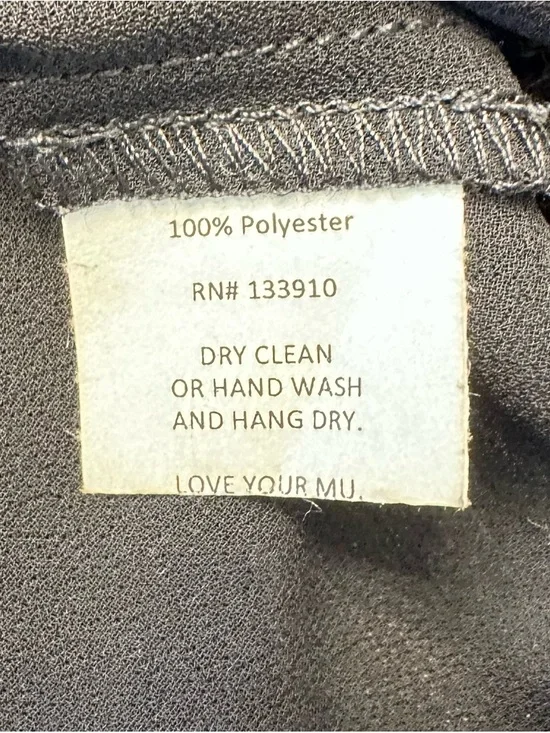 100% Polyester
RN# 133910
DRY CLEAN
OR HAND WASH
AND HANG DRY.
LOVE YOUR MU.